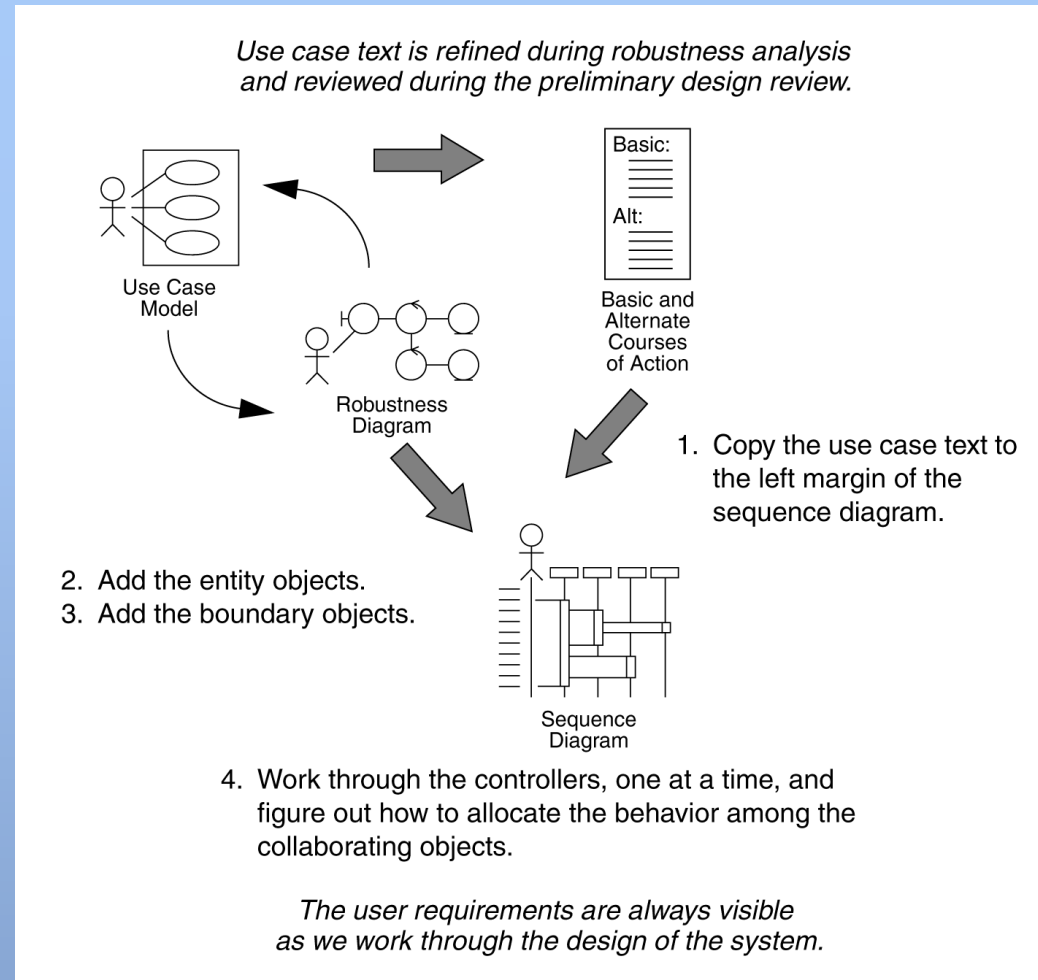 Use case text is refined during robustness analysis
and reviewed during the preliminary design review.
Basic:
Alt:
Use Case
Model
Basic and
Alternate
Courses
of Action
Robustness
Diagram
1. Copy the use case text to
the left margin of the
sequence diagram.
2. Add the entity objects.
3. Add the boundary objects.
Sequence
Diagram
4. Work through the controllers, one at a time, and
figure out how to allocate the behavior among the
collaborating objects.
The user requirements are always visible
as we work through the design of the system.